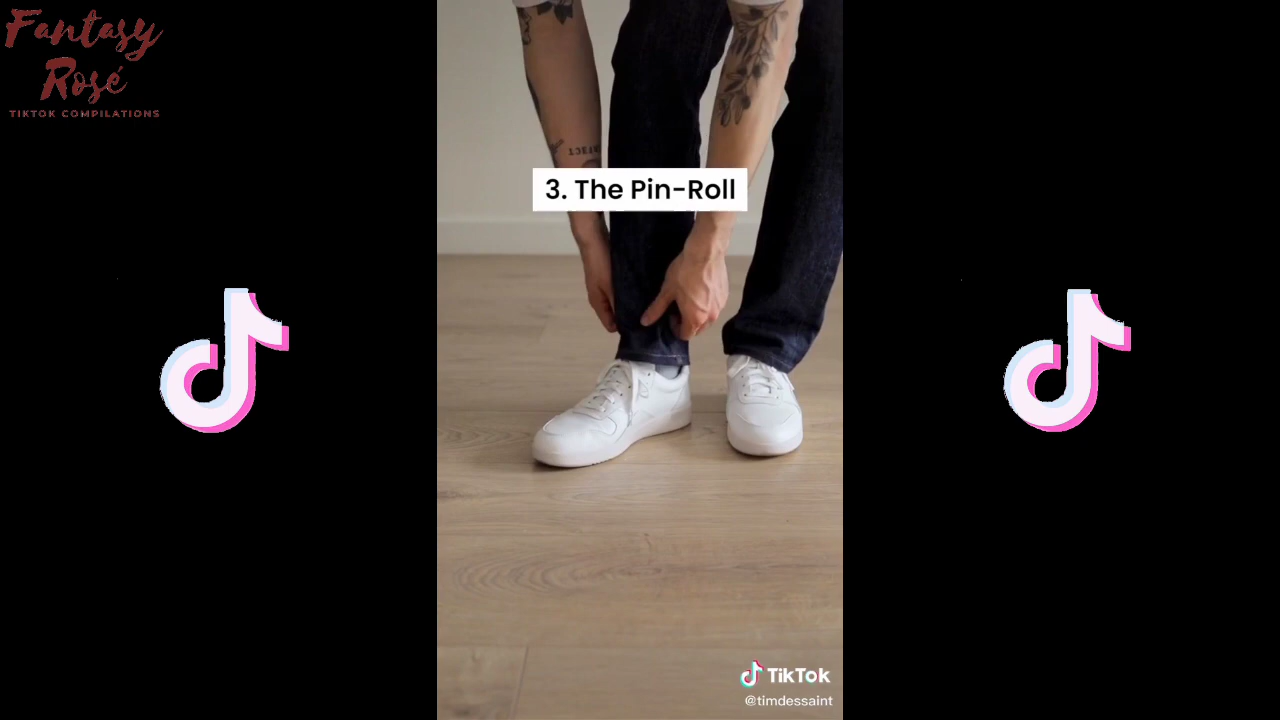 Fantasy
Rosé
TIKTOK COMPILATIONS
3. The Pin-Roll
TikTok
@timdessaint